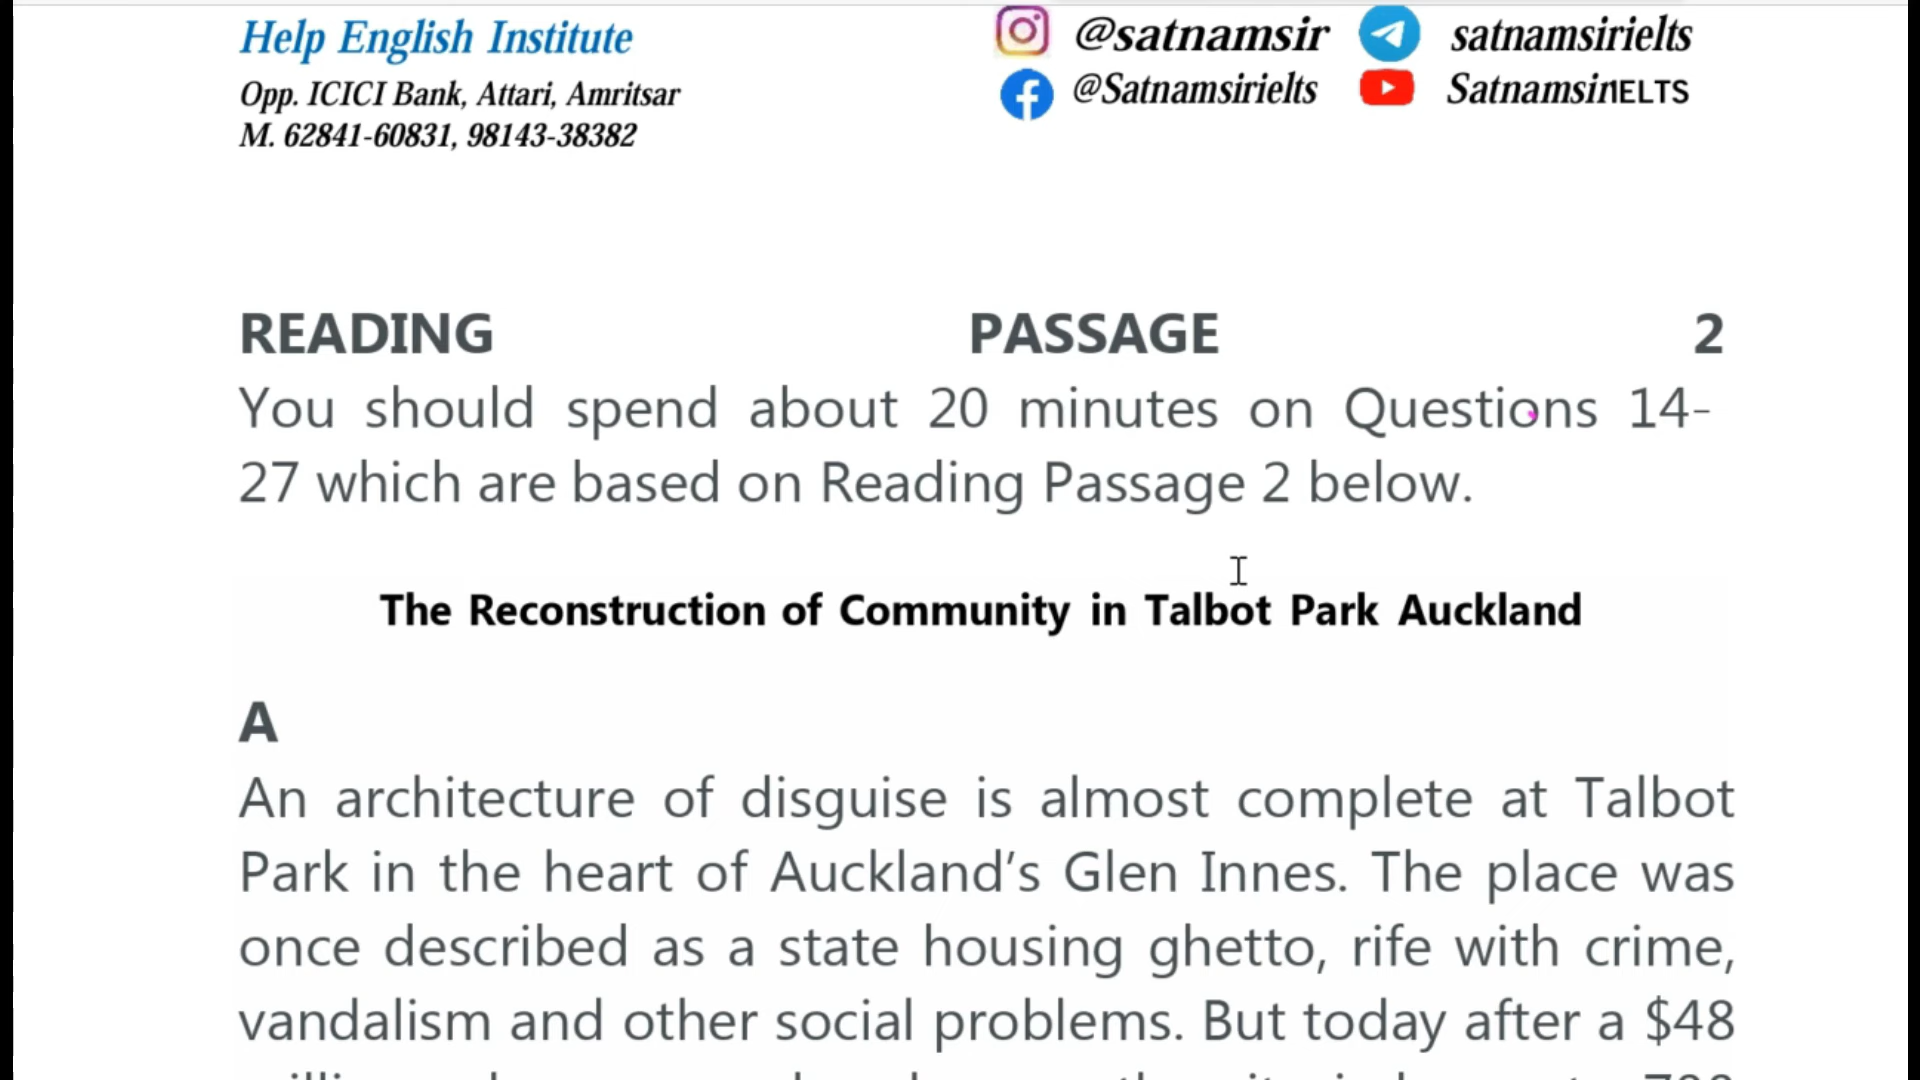 Help English Institute
Opp. ICICI Bank, Attari, Amritsar
M. 62841-60831, 98143-38382
@satnamsir satnamsirielts
@Satnamsirielts SatnamsirIELTS
READING PASSAGE 2
You should spend about 20 minutes on Questions 14-
27 which are based on Reading Passage 2 below.
The Reconstruction of Community in Talbot Park Auckland
A
An architecture of disguise is almost complete at Talbot
Park in the heart of Auckland’s Glen Innes. The place was
once described as a state housing ghetto, rife with crime,
vandalism and other social problems. But today after a $48